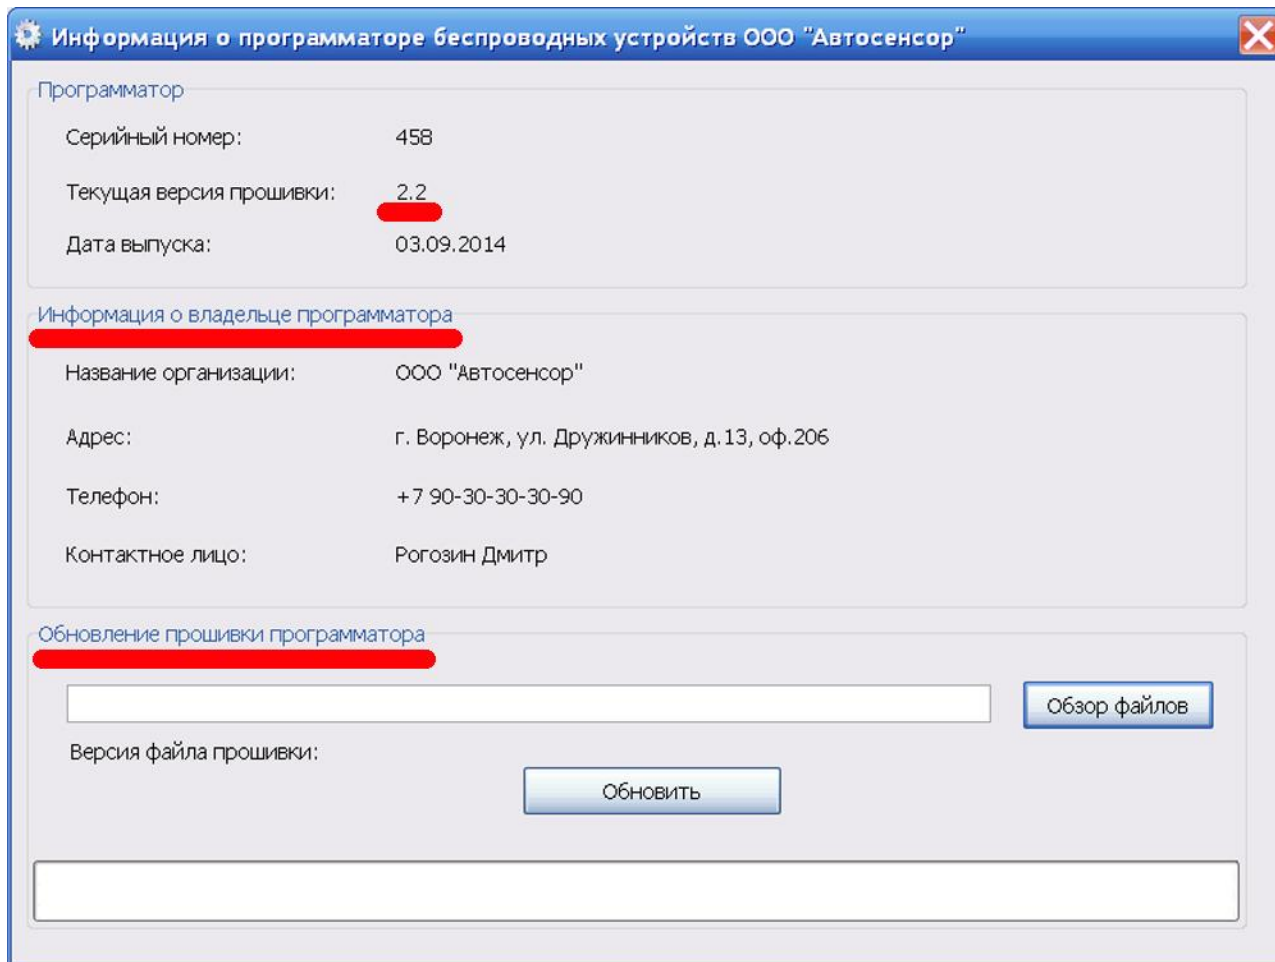 Информация о программаторе беспроводных устройств ООО "Автосенсор"
Программатор
Серийный номер: 458
Текущая версия прошивки: 2.2
Дата выпуска: 03.09.2014
Информация о владельце программатора
Название организации: ООО "Автосенсор"
Адрес: г. Воронеж, ул. Дружинников, д.13, оф.206
Телефон: +7 90-30-30-30-90
Контактное лицо: Рогозин Дмитр
Обновление прошивки программатора
Обзор файлов
Версия файла прошивки:
Обновить